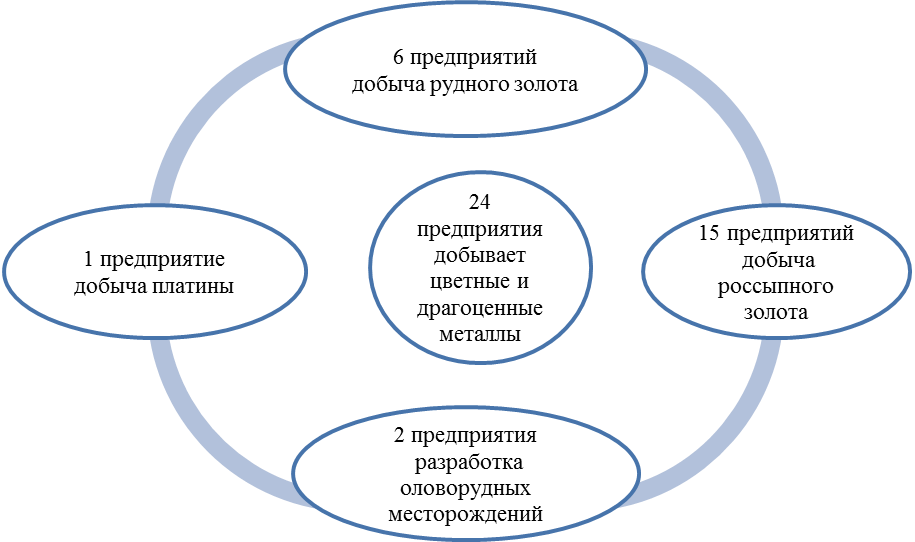 6 предприятий
добыча рудного золота
24
предприятия
добывает
цветные и
драгоценные
металлы
1 предприятие
добыча платины
15 предприятий
добыча
россыпного
золота
2 предприятия
разработка
оловорудных
месторождений